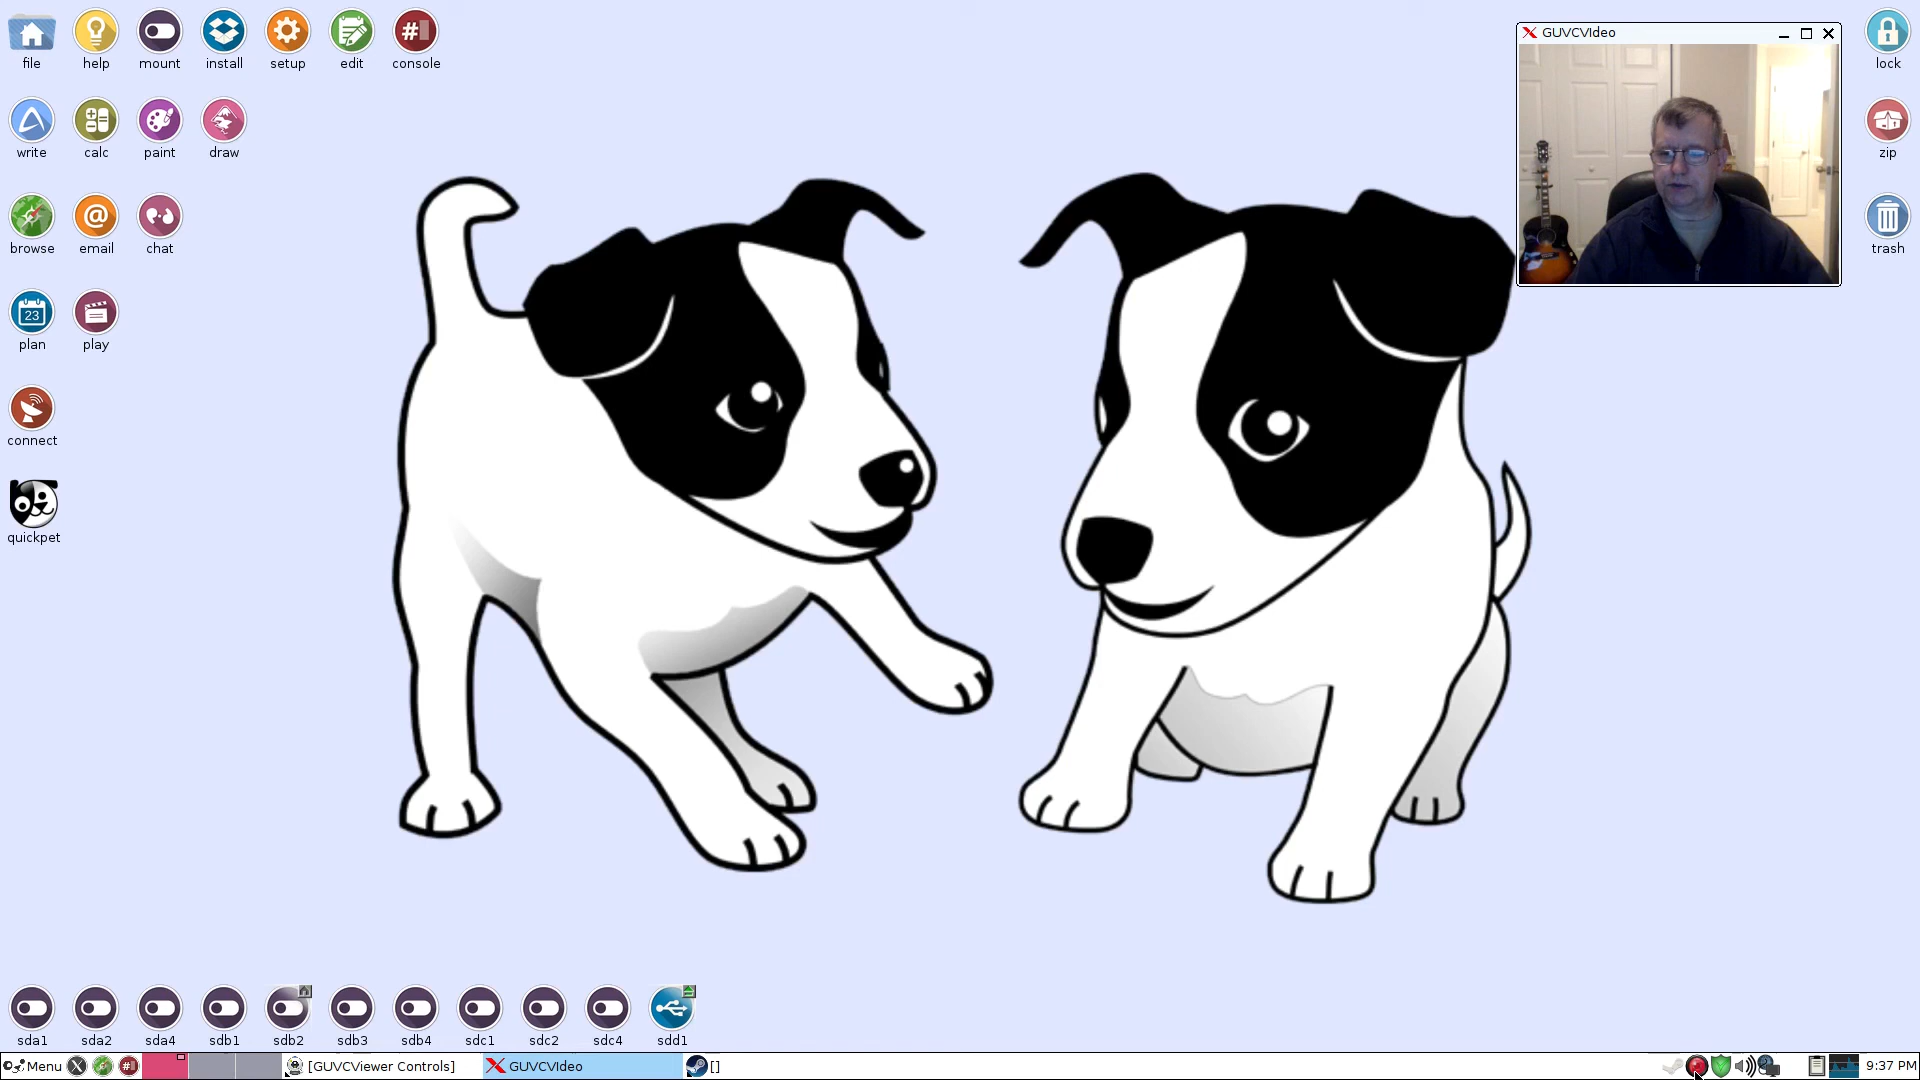 GUVCVIdeo
file help mount install setup edit console lock
write calc paint draw zip
browse email chat trash
23
plan play
connect
quickpet
sda1 sda2 sda4 sdb1 sdb2 sdb3 sdb4 sdc1 sdc2 sdc4 sdd1
Menu [GUVCViewer Controls] GUVCVIdeo [] 9:37 PM